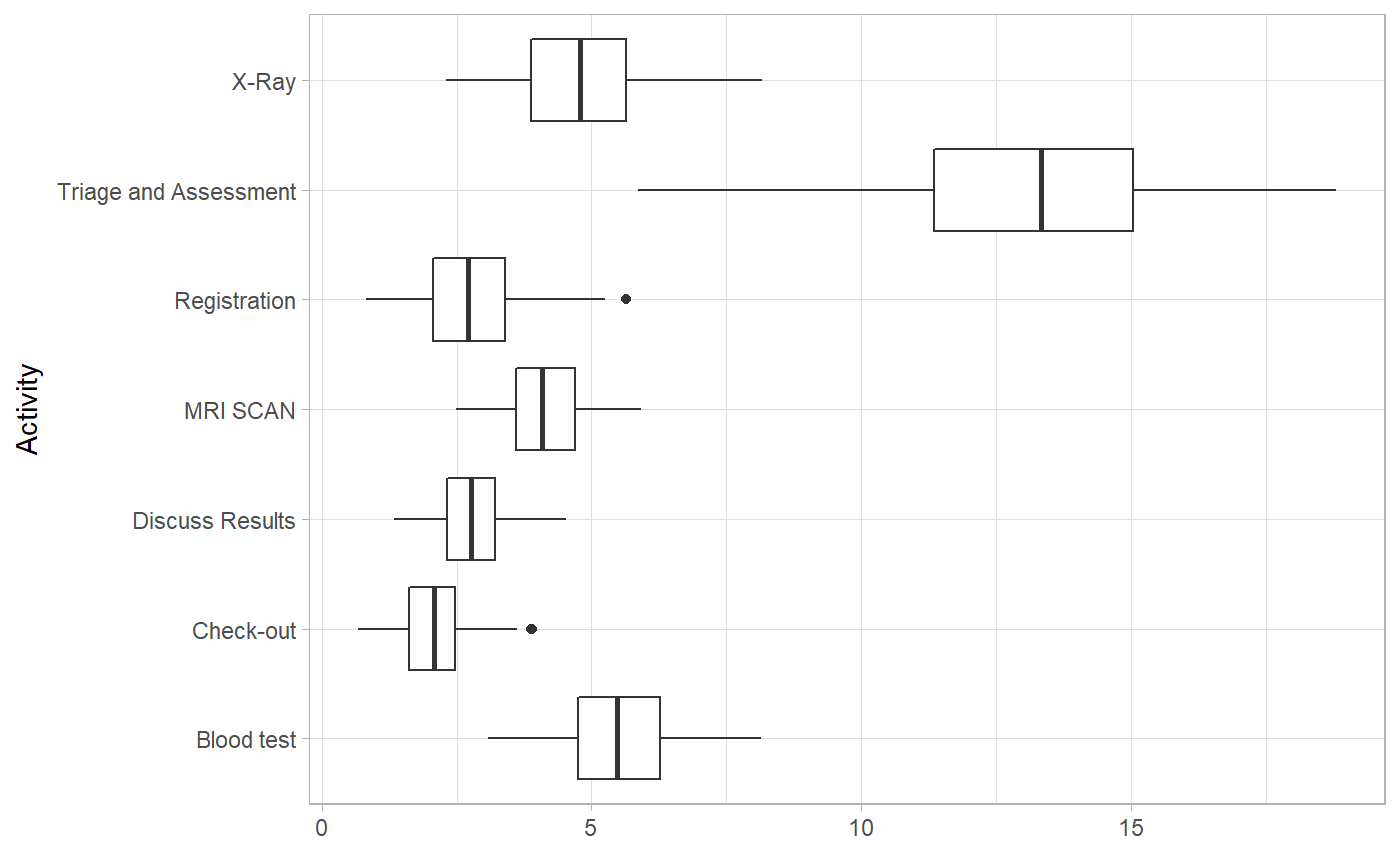 X-Ray
Triage and Assessment
Registration
MRI SCAN
Discuss Results
Check-out
Blood test
Activity
0 5 10 15